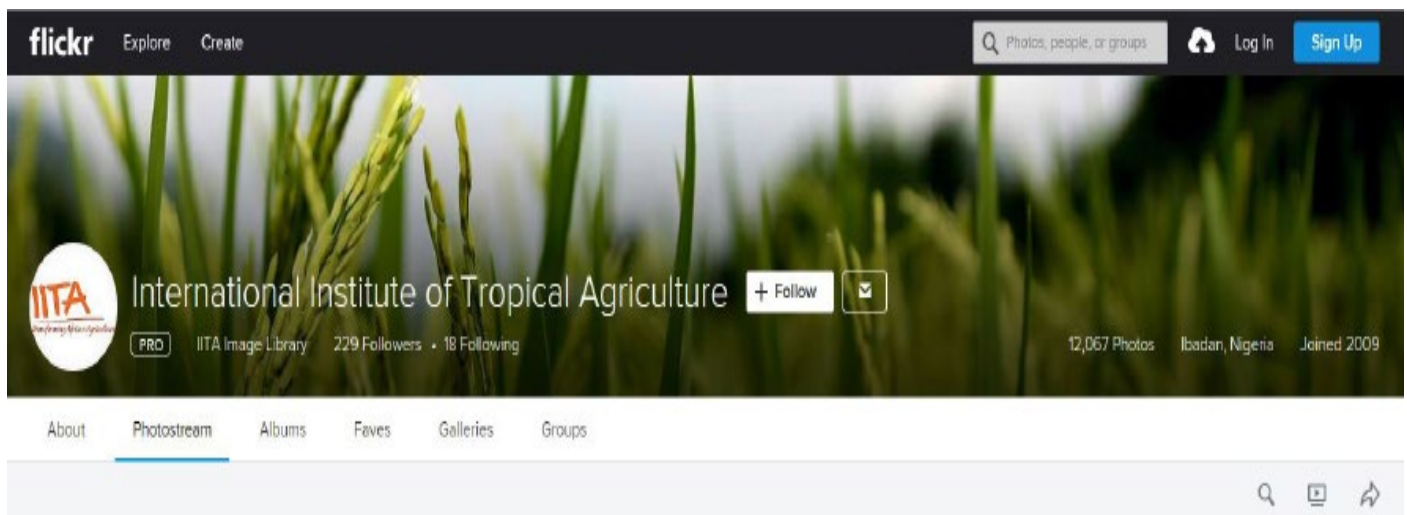 flickr Explore Create Photos, people, or groups Log In Sign Up
IITA
International Institute of Tropical Agriculture + Follow
PRO IITA Image Library 229 Followers • 18 Following 12,067 Photos Ibadan, Nigeria Joined 2009
About Photostream Albums Faves Galleries Groups